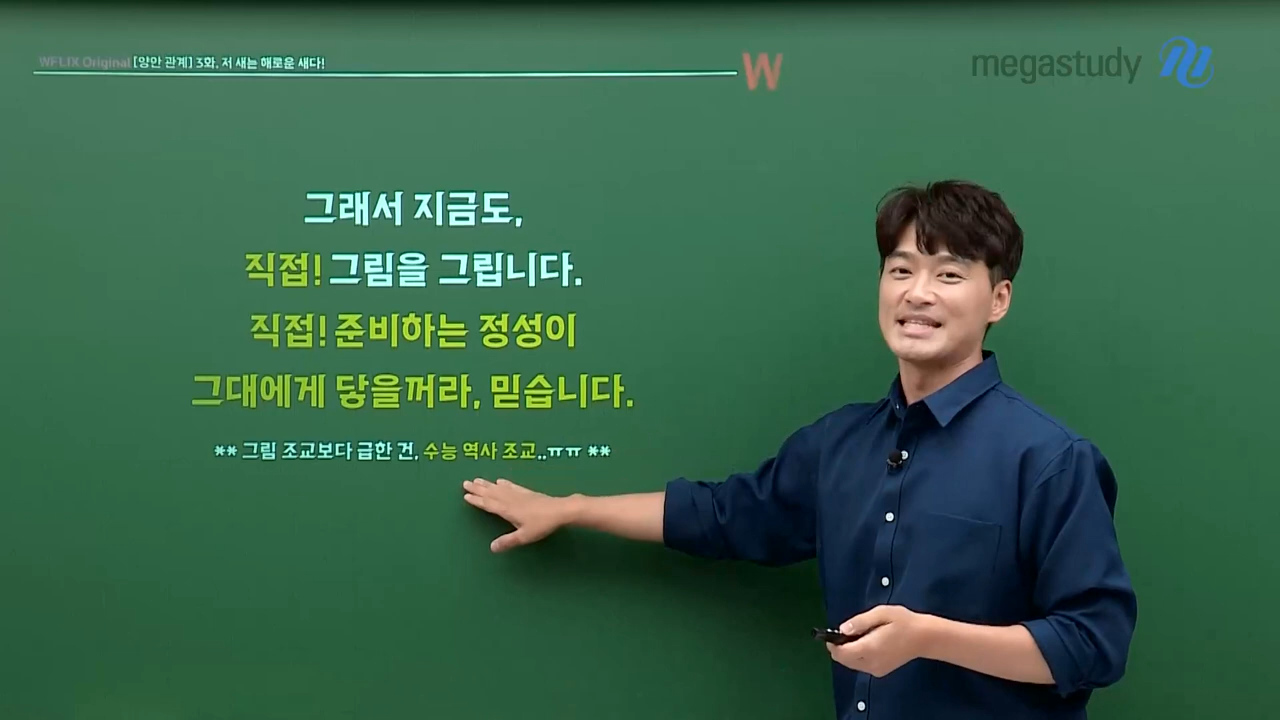 WFLIX Original [양안 관계] 3화. 저 새는 해로운 새다!
W
megastudy
그래서 지금도,
직접! 그림을 그립니다.
직접! 준비하는 정성이
그대에게 닿을꺼라, 믿습니다.
** 그림 조교보다 급한 건, 수능 역사 조교..ㅠㅠ **